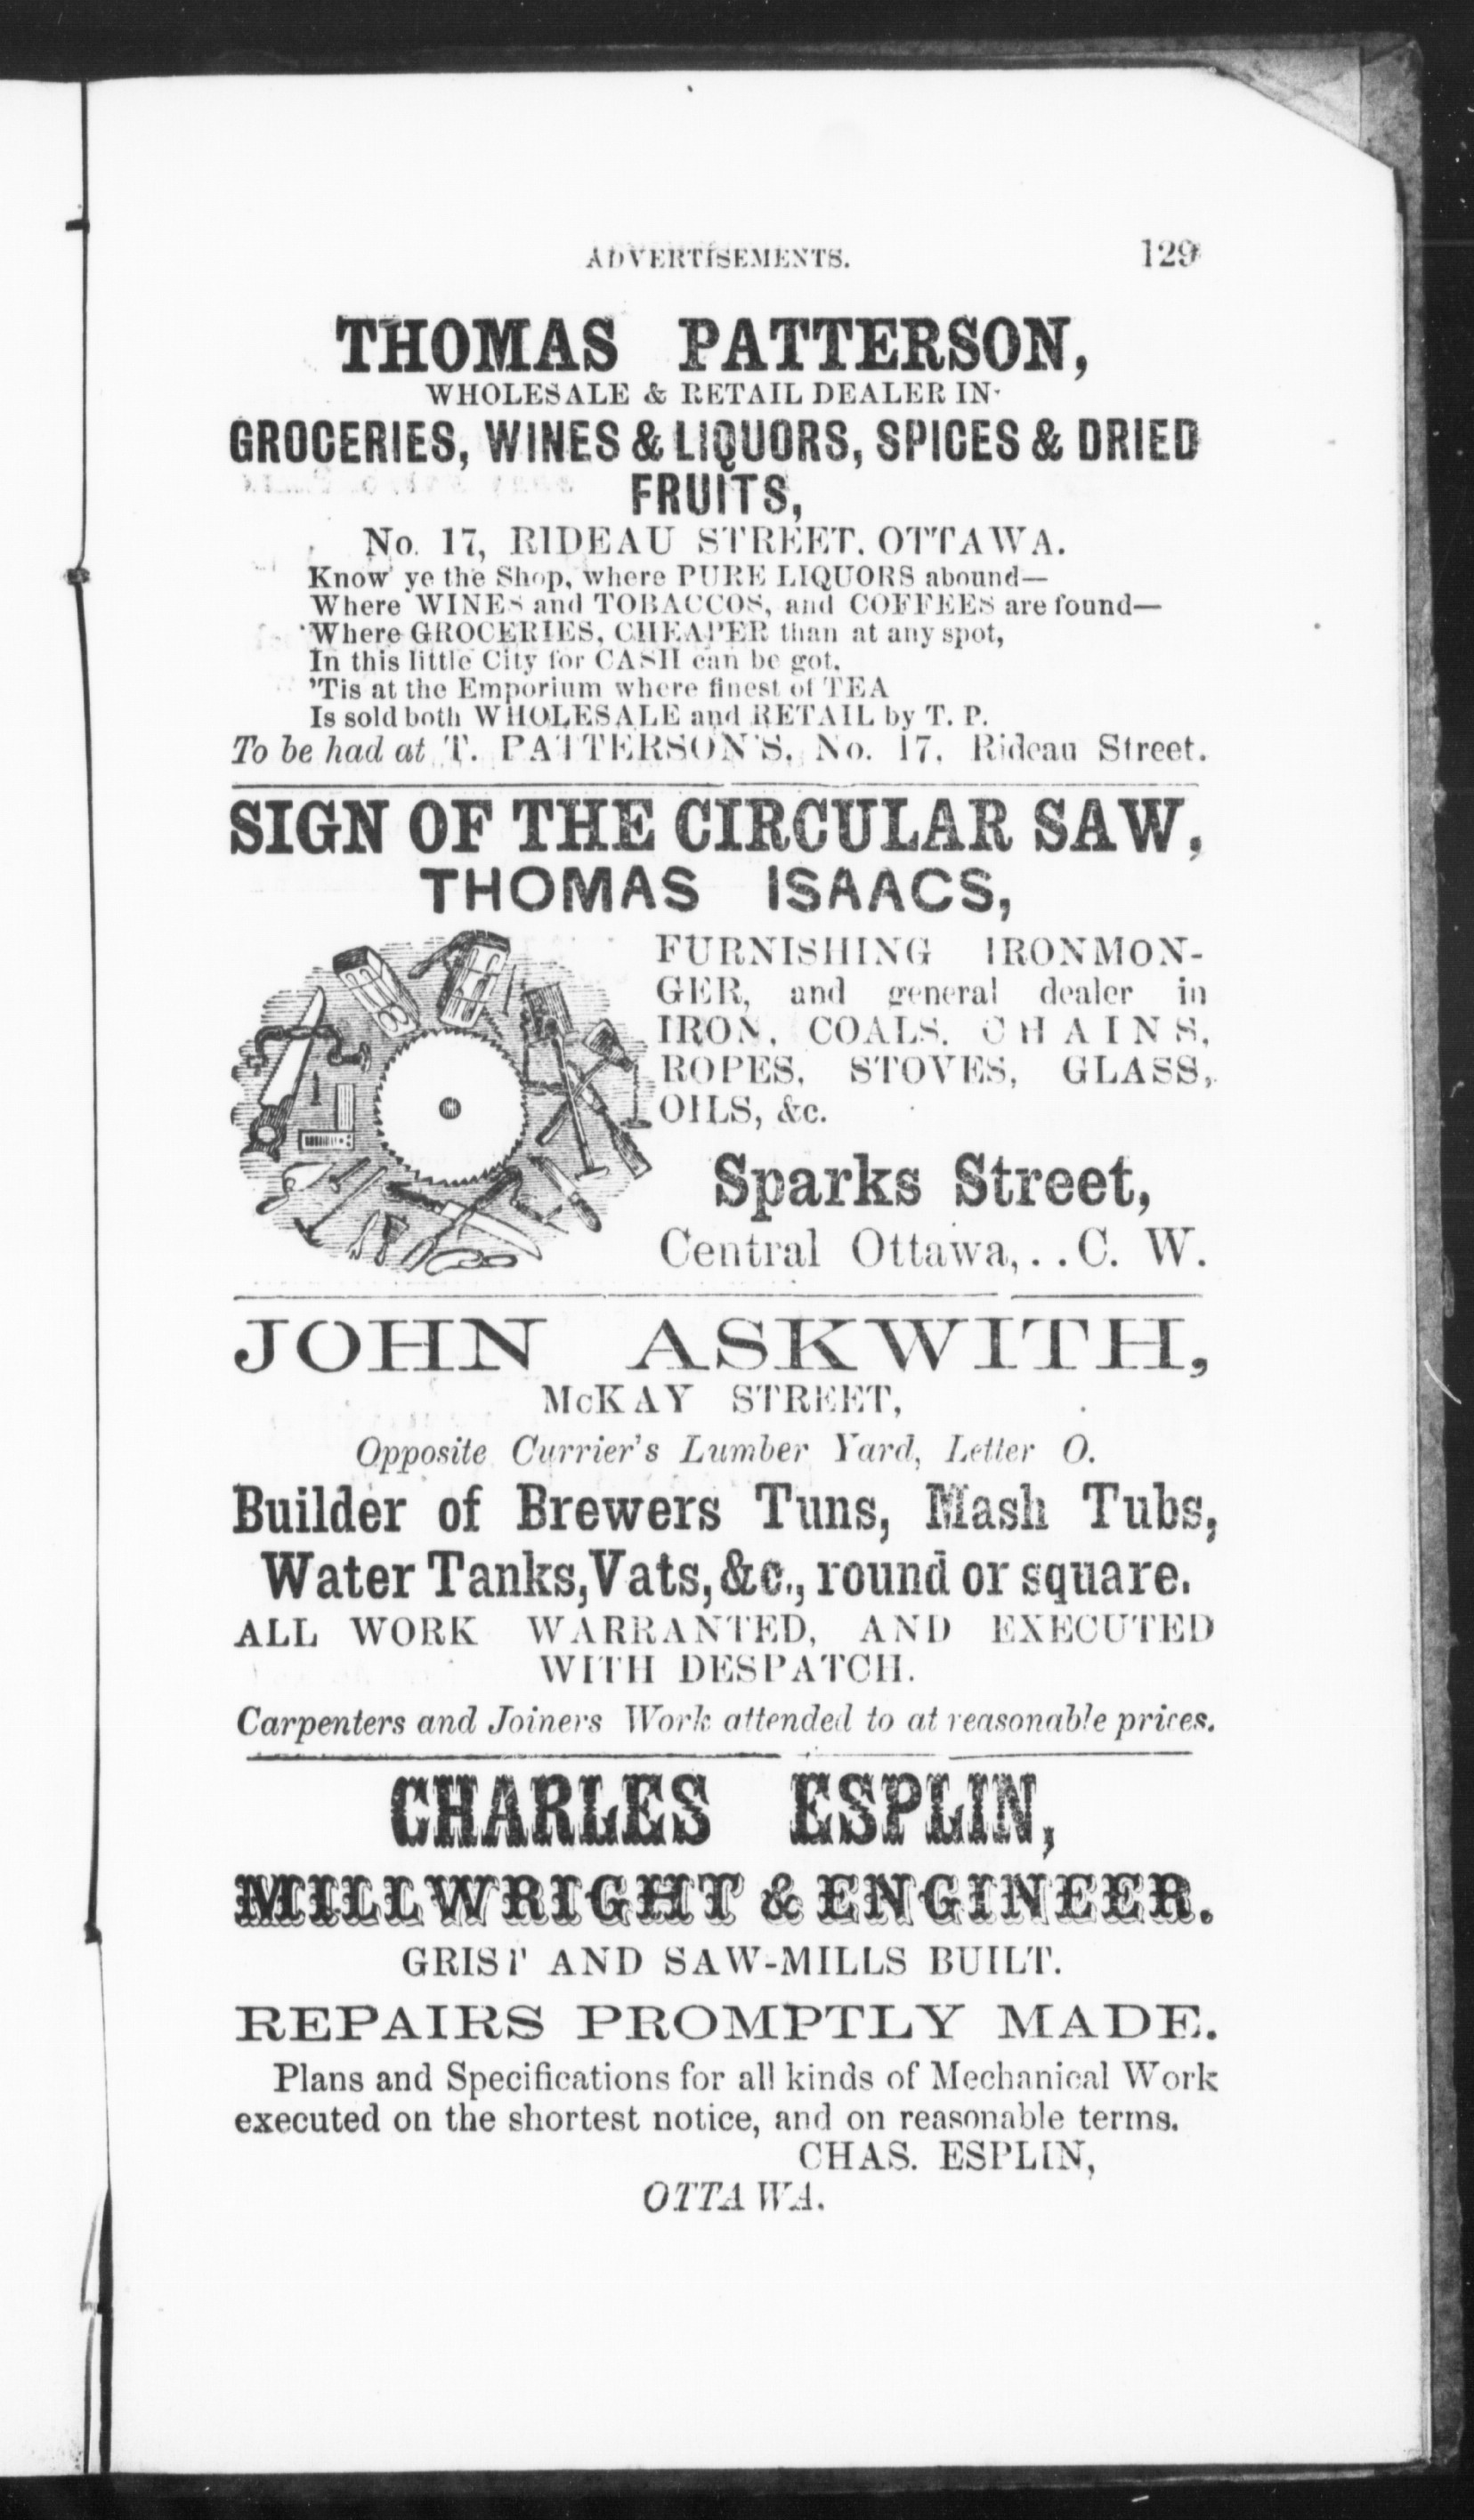 ADVERTISEMENTS. 129
THOMAS PATTERSON,
WHOLESALE & RETAIL DEALER IN
GROCERIES, WINES & LIQUORS, SPICES & DRIED
FRUITS,
No. 17, RIDEAU STREET, OTTAWA.
Know ye the Shop, where PURE LIQUORS abound—
Where WINES and TOBACCOS, and COFFEES are found—
Where GROCERIES, CHEAPER than at any spot,
In this little City for CASH can be got.
'Tis at the Emporium where finest of TEA
Is sold both WHOLESALE and RETAIL by T. P.
To be had at T. PATTERSON'S, No. 17, Rideau Street.
SIGN OF THE CIRCULAR SAW,
THOMAS ISAACS,
FURNISHING IRONMON-
GER, and general dealer in
IRON, COALS, CHAINS,
ROPES, STOVES, GLASS,
OILS, &c.
Sparks Street,
Central Ottawa,..C. W.
JOHN ASKWITH,
McKAY STREET,
Opposite Currier's Lumber Yard, Letter O.
Builder of Brewers Tuns, Mash Tubs,
Water Tanks, Vats, &c., round or square.
ALL WORK WARRANTED, AND EXECUTED
WITH DESPATCH.
Carpenters and Joiners Work attended to at reasonable prices.
CHARLES ESPLIN,
MILLWRIGHT & ENGINEER.
GRIST AND SAW-MILLS BUILT.
REPAIRS PROMPTLY MADE.
Plans and Specifications for all kinds of Mechanical Work
executed on the shortest notice, and on reasonable terms.
CHAS. ESPLIN,
OTTAWA.